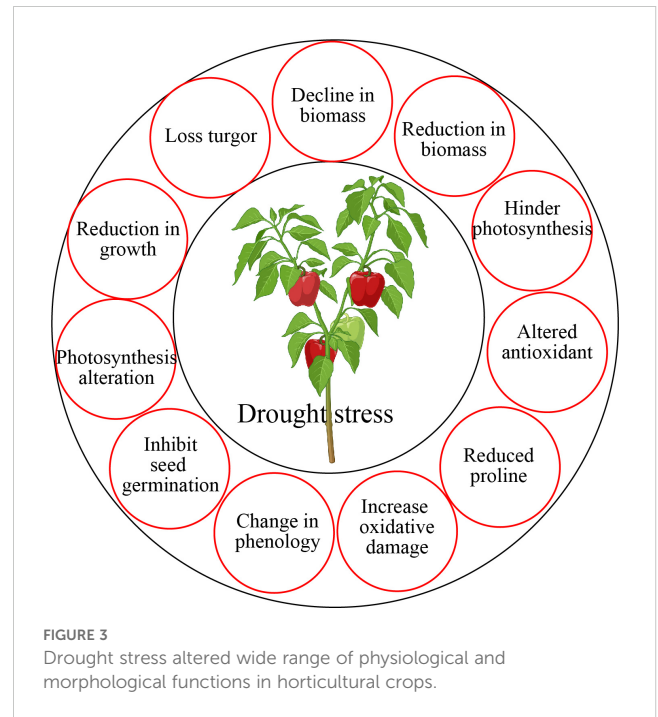 Decline in
biomass
Reduction in
biomass
Hinder
photosynthesis
Altered
antioxidant
Reduced
proline
Increase
oxidative
damage
Change in
phenology
Inhibit
seed
germination
Photosynthesis
alteration
Reduction in
growth
Loss turgor
Drought stress
FIGURE 3
Drought stress altered wide range of physiological and
morphological functions in horticultural crops.